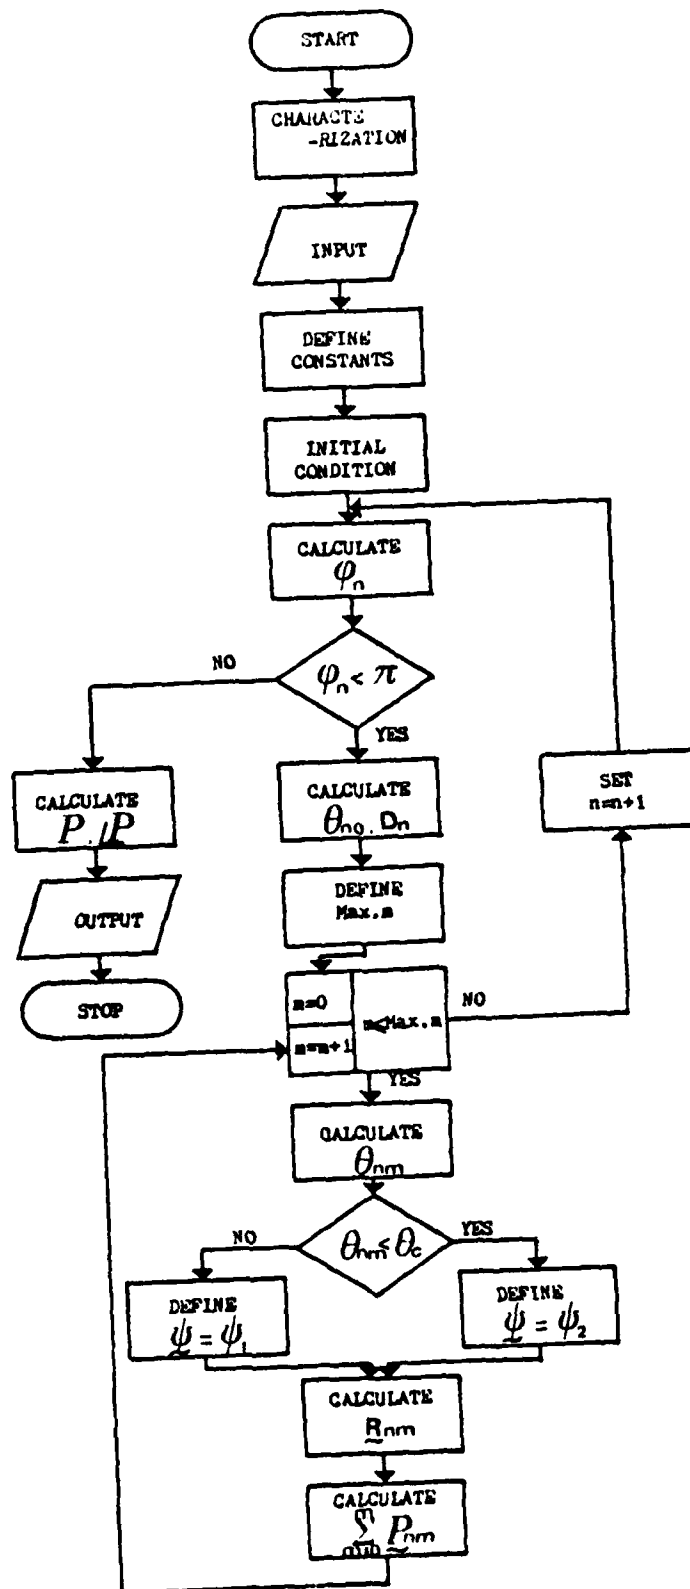 START
CHARACTE
-RIZATION
INPUT
DEFINE
CONSTANTS
INITIAL
CONDITION
CALCULATE
φn
NO
φn < π
YES
CALCULATE
P
CALCULATE
θno, Dn
SET
n=n+1
DEFINE
Max.m
OUTPUT
m=0
m≤Max.m
NO
STOP
m=m+1
YES
CALCULATE
θnm
NO
θnm ≤ θc
YES
DEFINE
ψ = ψ1
DEFINE
ψ = ψ2
CALCULATE
Rnm
CALCULATE
Pnm